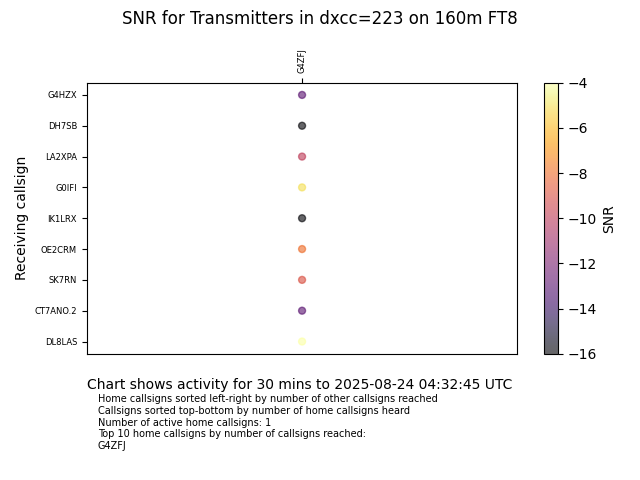 SNR for Transmitters in dxcc=223 on 160m FT8
G4ZFJ
G4HZX
DH7SB
LA2XPA
G0IFI
IK1LRX
OE2CRM
SK7RN
CT7ANO.2
DL8LAS
Receiving callsign
−4
−6
−8
−10
−12
−14
−16
SNR
Chart shows activity for 30 mins to 2025-08-24 04:32:45 UTC
Home callsigns sorted left-right by number of other callsigns reached
Callsigns sorted top-bottom by number of home callsigns heard
Number of active home callsigns: 1
Top 10 home callsigns by number of callsigns reached:
G4ZFJ